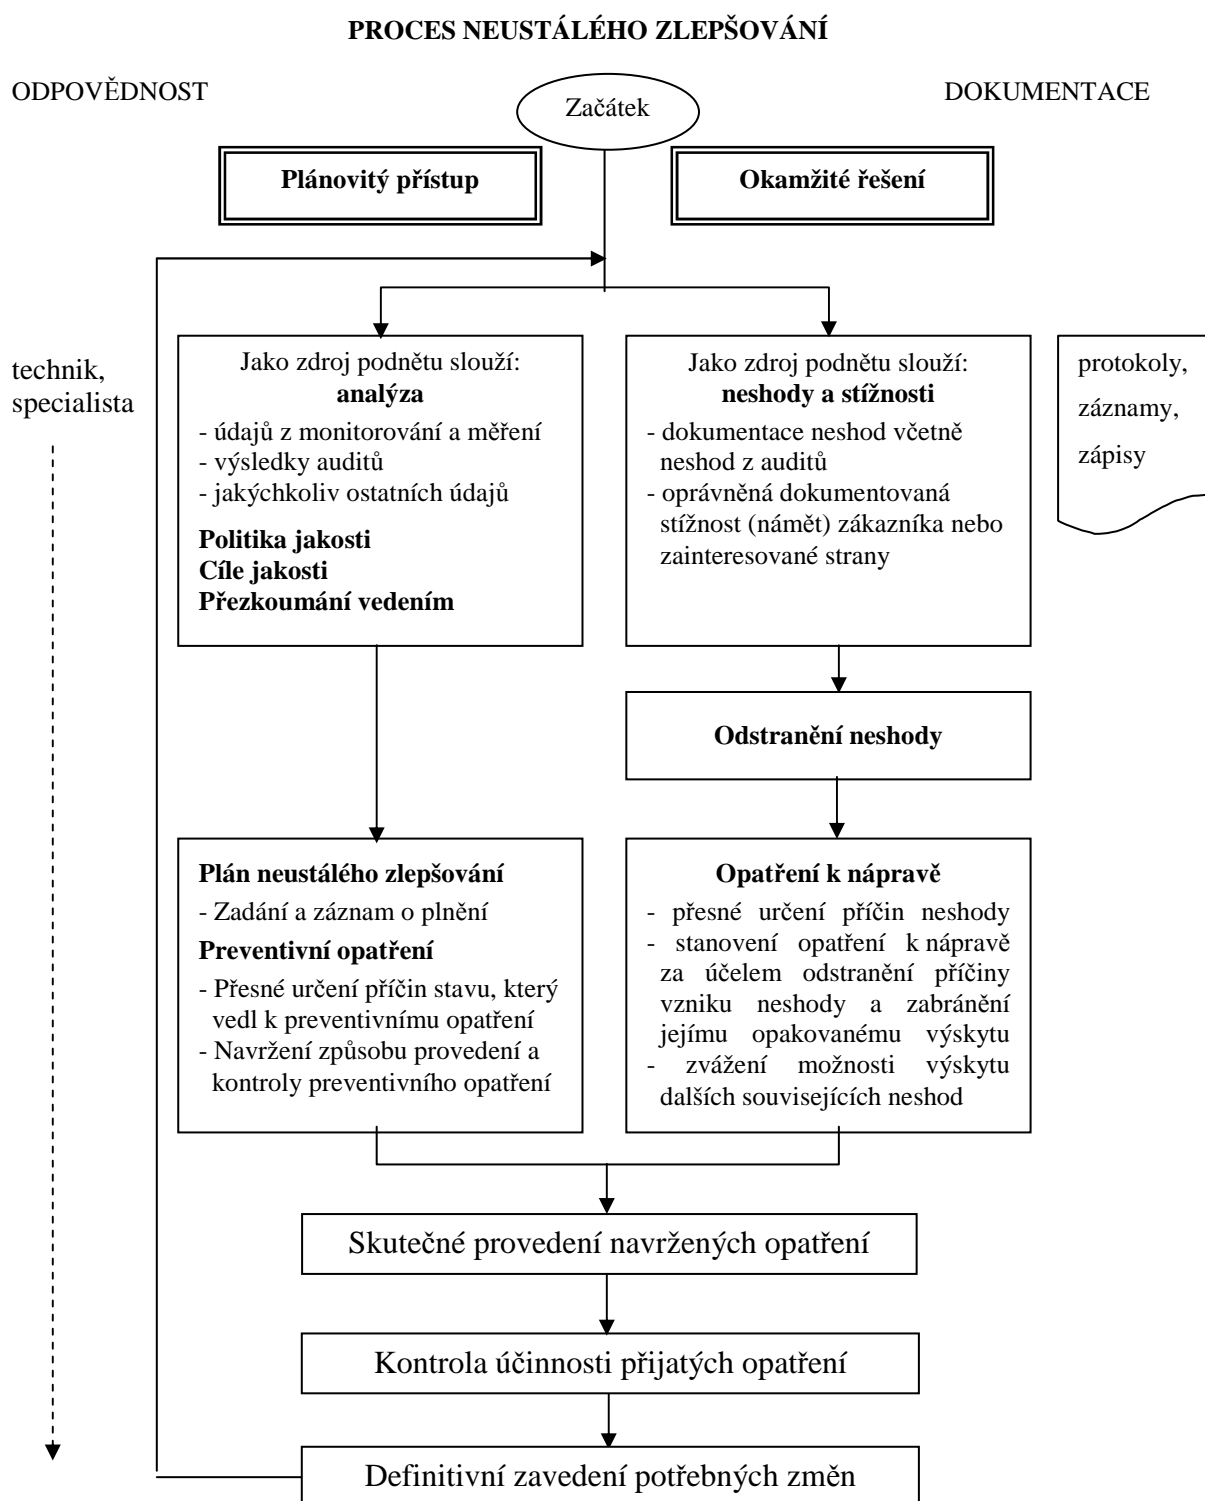 PROCES NEUSTÁLÉHO ZLEPŠOVÁNÍ
ODPOVĚDNOST
DOKUMENTACE
Začátek
Plánovitý přístup
Okamžité řešení
technik,
specialista
Jako zdroj podnětu slouží:
analýza
- údajů z monitorování a měření
- výsledky auditů
- jakýchkoliv ostatních údajů
Politika jakosti
Cíle jakosti
Přezkoumání vedením
Jako zdroj podnětu slouží:
neshody a stížnosti
- dokumentace neshod včetně
neshod z auditů
- oprávněná dokumentovaná
stížnost (námět) zákazníka nebo
zainteresované strany
protokoly,
záznamy,
zápisy
Odstranění neshody
Plán neustálého zlepšování
- Zadání a záznam o plnění
Preventivní opatření
- Přesné určení příčin stavu, který
vedl k preventivnímu opatření
- Navržení způsobu provedení a
kontroly preventivního opatření
Opatření k nápravě
- přesné určení příčin neshody
- stanovení opatření k nápravě
za účelem odstranění příčiny
vzniku neshody a zabránění
jejímu opakovanému výskytu
- zvážení možnosti výskytu
dalších souvisejících neshod
Skutečné provedení navržených opatření
Kontrola účinnosti přijatých opatření
Definitivní zavedení potřebných změn